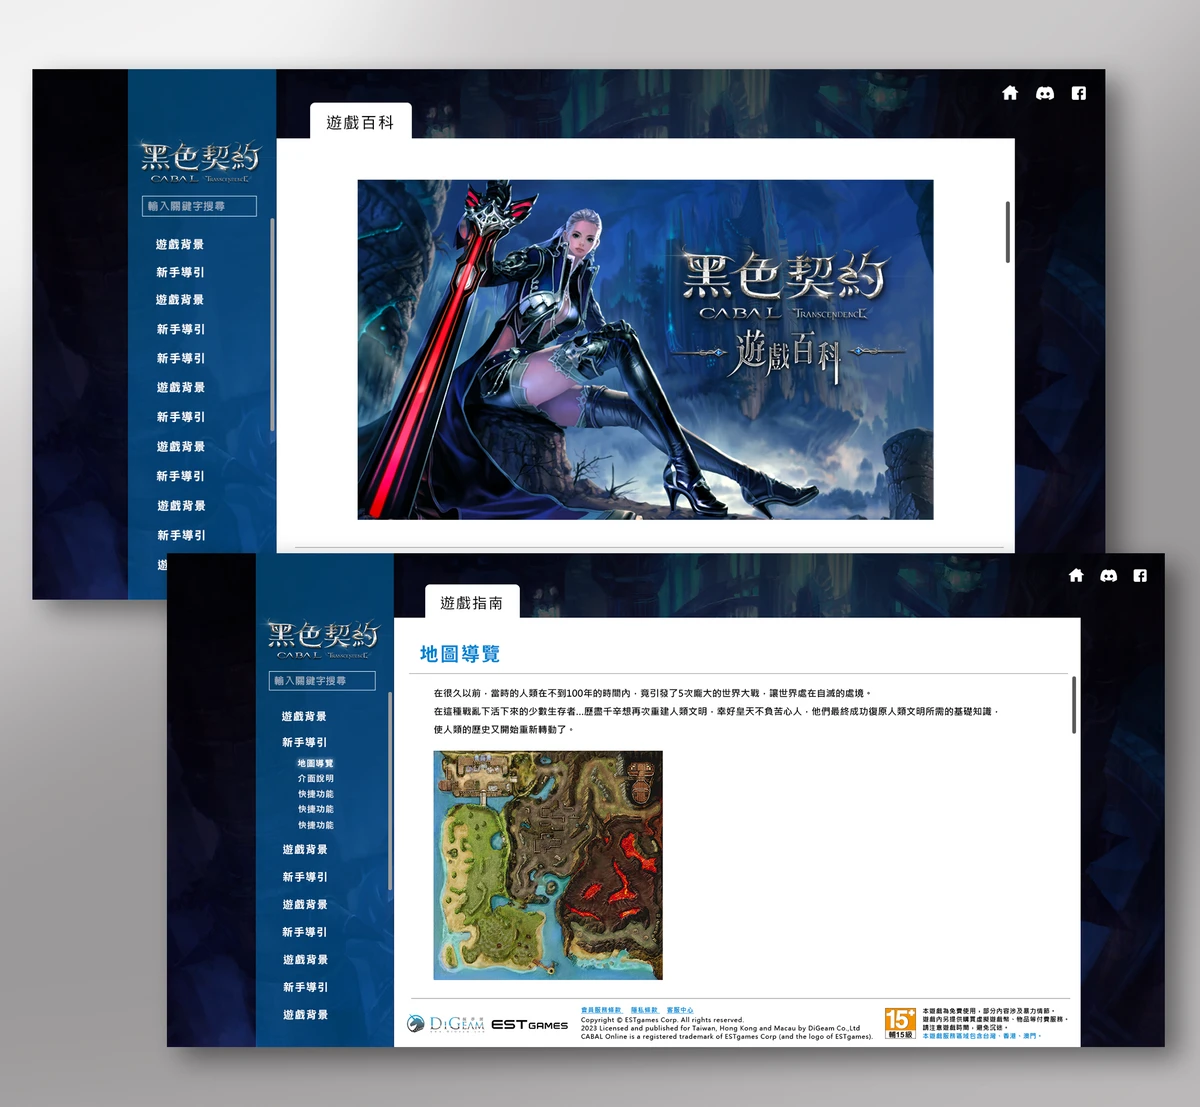 遊戲百科
黑色契約
CABAL TRANSCENDENCE
輸入關鍵字搜尋
遊戲背景
新手導引
遊戲背景
新手導引
新手導引
遊戲背景
新手導引
遊戲背景
新手導引
遊戲背景
新手導引
遊
黑色契約
CABAL TRANSCENDENCE
遊戲百科
遊戲指南
黑色契約
CABAL TRANSCENDENCE
輸入關鍵字搜尋
遊戲背景
新手導引
地圖導覽
介面說明
快捷功能
快捷功能
快捷功能
遊戲背景
新手導引
遊戲背景
新手導引
遊戲背景
新手導引
遊戲背景
地圖導覽
在很久以前，當時的人類在不到100年的時間內，竟引發了5次龐大的世界大戰，讓世界處在自滅的處境。
在這種戰亂下活下來的少數生存者...歷盡千辛想再次重建人類文明，幸好皇天不負苦心人，他們最終成功復原人類文明所需的基礎知識，
使人類的歷史又開始重新轉動了。
DiGeam
ESTGAMES
會員服務條款 隱私條款 客服中心
Copyright © ESTgames Corp. All rights reserved.
2023 Licensed and published for Taiwan, Hong Kong and Macau by DiGeam Co.,Ltd
CABAL Online is a registered trademark of ESTgames Corp (and the logo of ESTgames).
15+
輔15級
本遊戲為免費使用，部分內容涉及暴力情節。
遊戲內另提供購買虛擬遊戲幣、物品等付費服務。
請注意遊戲時間，避免沉迷。
本遊戲服務區域包含台灣、香港、澳門。